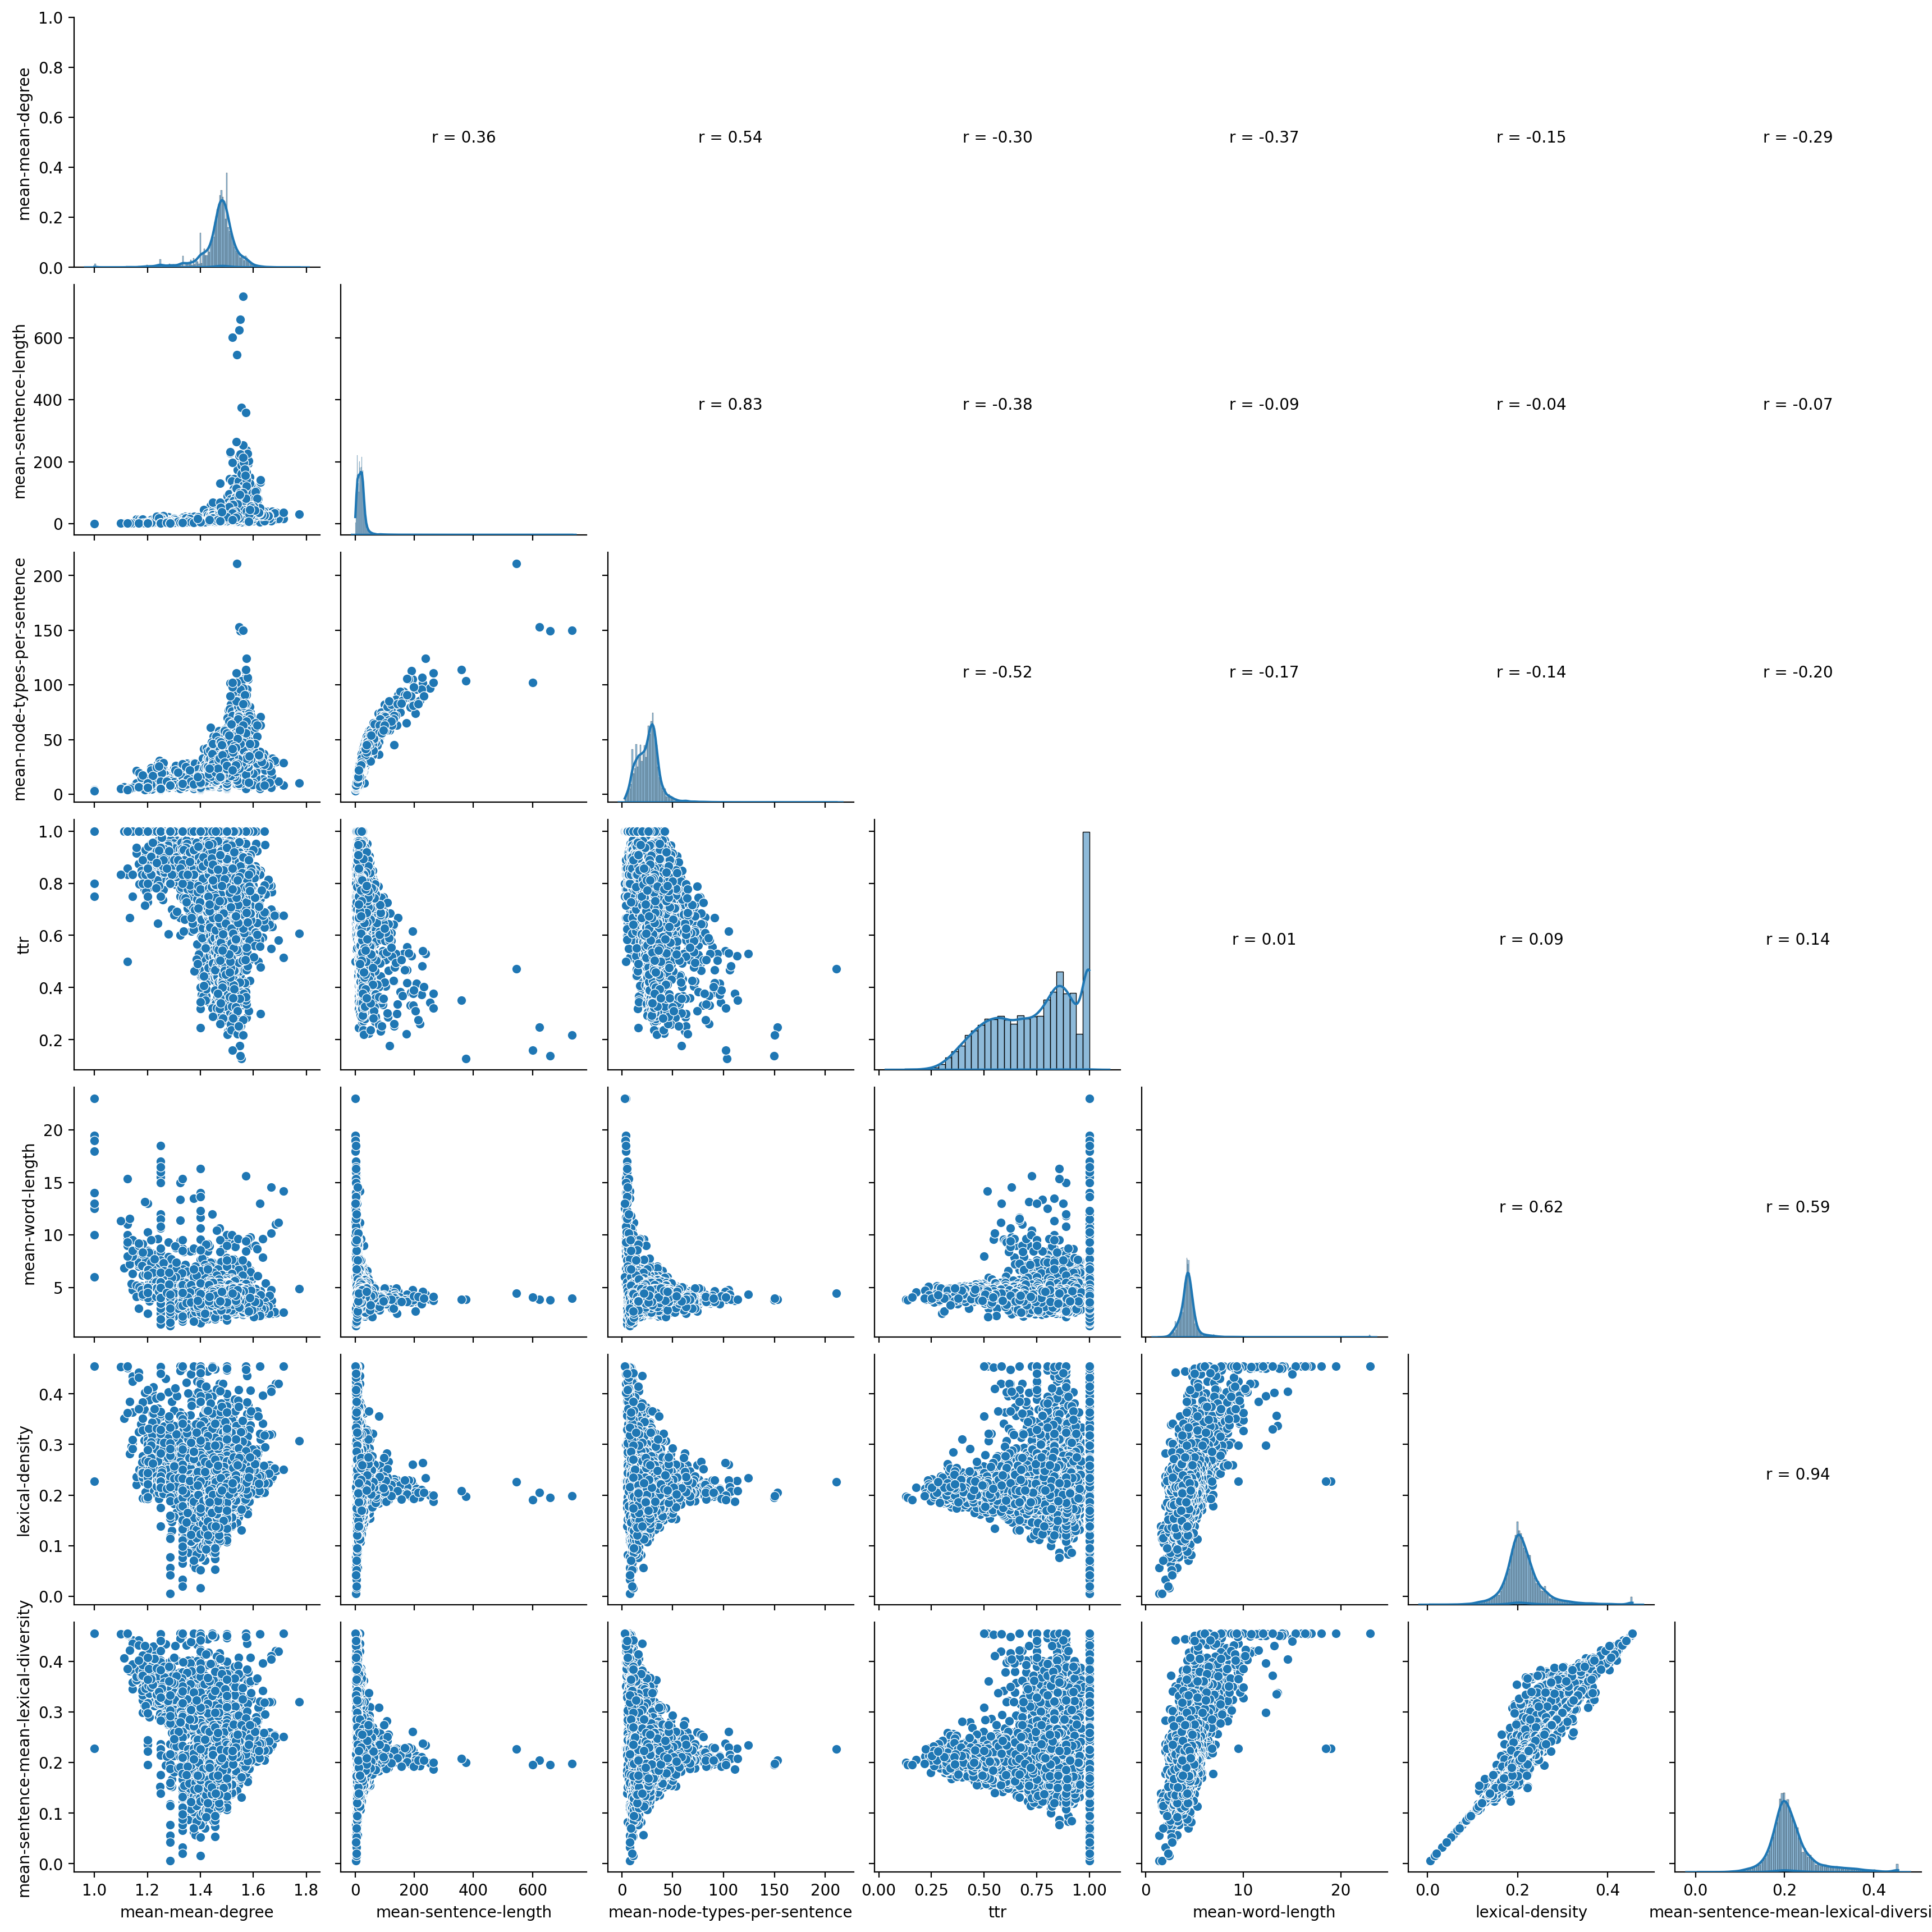 1.0
0.8
0.6
0.4
0.2
0.0
mean-mean-degree
r = 0.36
r = 0.54
r = -0.30
r = -0.37
r = -0.15
r = -0.29
600
400
200
0
mean-sentence-length
r = 0.83
r = -0.38
r = -0.09
r = -0.04
r = -0.07
200
150
100
50
0
mean-node-types-per-sentence
r = -0.52
r = -0.17
r = -0.14
r = -0.20
1.0
0.8
0.6
0.4
0.2
ttr
r = 0.01
r = 0.09
r = 0.14
20
15
10
5
mean-word-length
r = 0.62
r = 0.59
0.4
0.3
0.2
0.1
0.0
lexical-density
r = 0.94
0.4
0.3
0.2
0.1
0.0
mean-sentence-mean-lexical-diversity
1.0 1.2 1.4 1.6 1.8
0 200 400 600
0 50 100 150 200
0.00 0.25 0.50 0.75 1.00
0 10 20
0.0 0.2 0.4
0.0 0.2 0.4
mean-mean-degree
mean-sentence-length
mean-node-types-per-sentence
ttr
mean-word-length
lexical-density
mean-sentence-mean-lexical-diversi